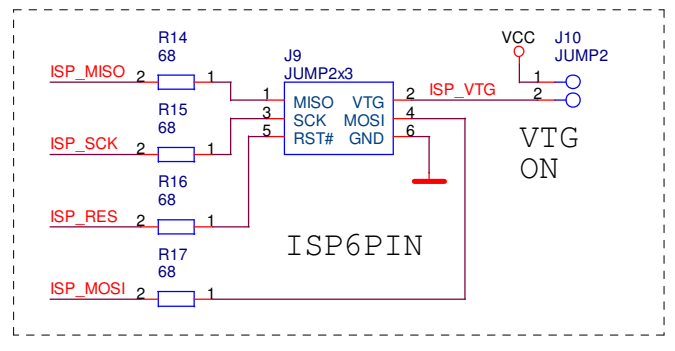 R14
68
ISP_MISO 2 1
R15
68
ISP_SCK 2 1
R16
68
ISP_RES 2 1
R17
68
ISP_MOSI 2 1
J9
JUMP2x3
1 MISO VTG 2
3 SCK MOSI 4
5 RST# GND 6
ISP_VTG
ISP6PIN
VCC
J10
JUMP2
1
2
VTG
ON